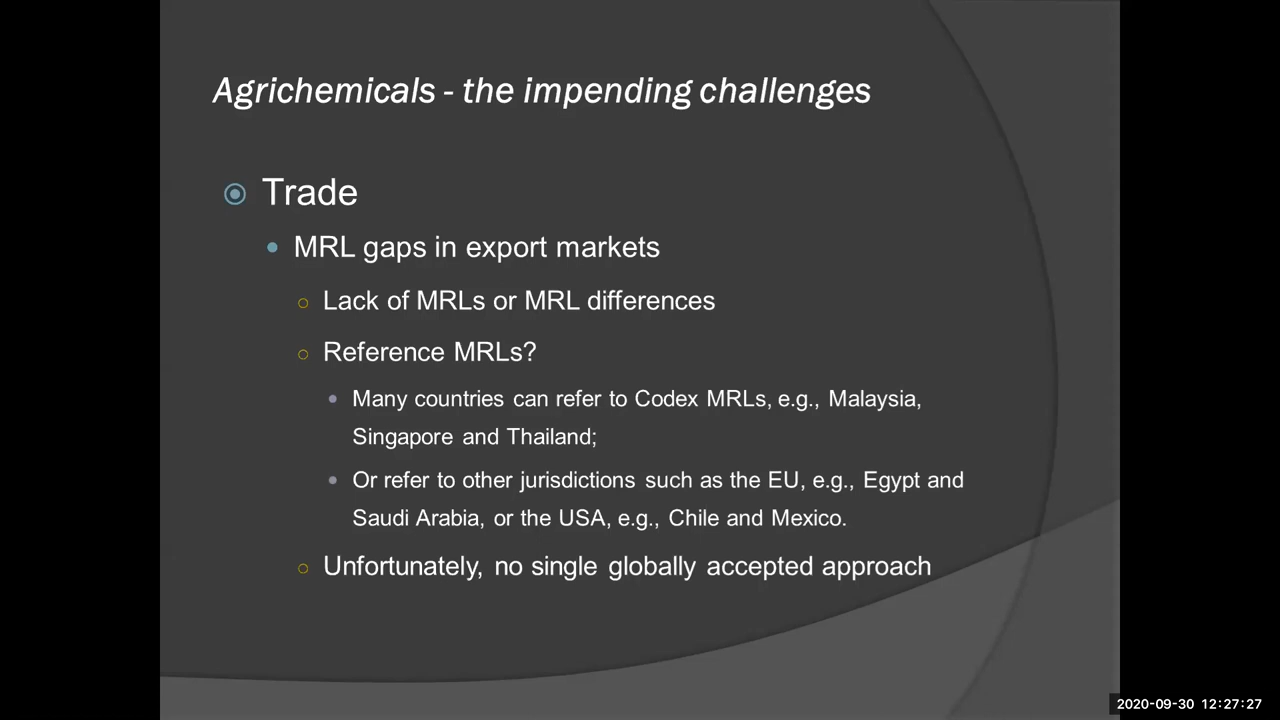 Agrichemicals - the impending challenges
Trade
MRL gaps in export markets
Lack of MRLs or MRL differences
Reference MRLs?
Many countries can refer to Codex MRLs, e.g., Malaysia,
Singapore and Thailand;
Or refer to other jurisdictions such as the EU, e.g., Egypt and
Saudi Arabia, or the USA, e.g., Chile and Mexico.
Unfortunately, no single globally accepted approach
2020-09-30 12:27:27